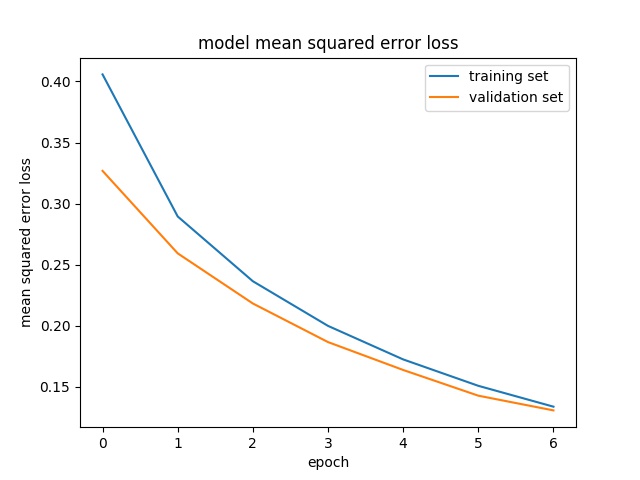 model mean squared error loss
training set
validation set
mean squared error loss
0.40
0.35
0.30
0.25
0.20
0.15
0 1 2 3 4 5 6
epoch